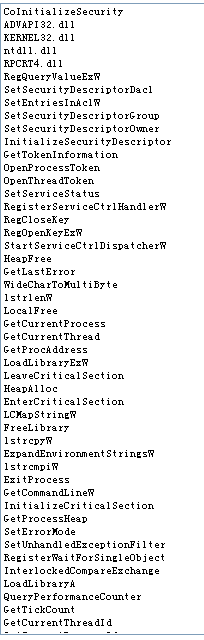 CoInitializeSecurity
ADVAPI32.dll
KERNEL32.dll
ntdll.dll
RPCRT4.dll
RegQueryValueExW
SetSecurityDescriptorDacl
SetEntriesInAclW
SetSecurityDescriptorGroup
SetSecurityDescriptorOwner
InitializeSecurityDescriptor
GetTokenInformation
OpenProcessToken
OpenThreadToken
SetServiceStatus
RegisterServiceCtrlHandlerW
RegCloseKey
RegOpenKeyExW
StartServiceCtrlDispatcherW
HeapFree
GetLastError
WideCharToMultiByte
lstrlenW
LocalFree
GetCurrentProcess
GetCurrentThread
GetProcAddress
LoadLibraryExW
LeaveCriticalSection
HeapAlloc
EnterCriticalSection
LCMapStringW
FreeLibrary
lstrcpyW
ExpandEnvironmentStringsW
lstrcmpiW
ExitProcess
GetCommandLineW
InitializeCriticalSection
GetProcessHeap
SetErrorMode
SetUnhandledExceptionFilter
RegisterWaitForSingleObject
InterlockedCompareExchange
LoadLibraryA
QueryPerformanceCounter
GetTickCount
GetCurrentThreadId